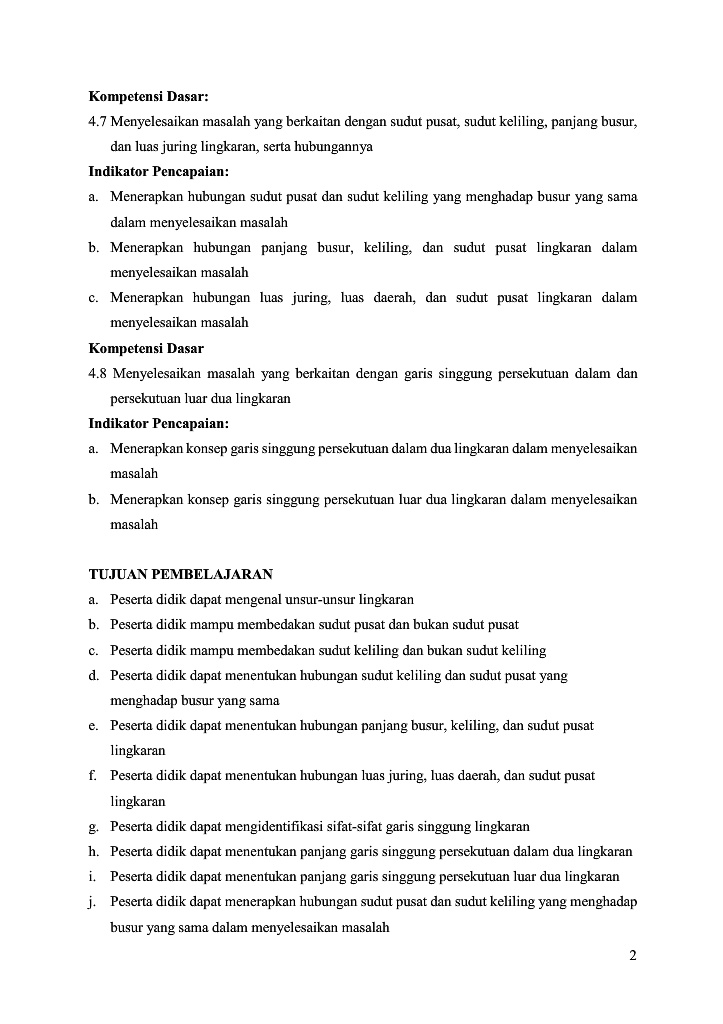 Kompetensi Dasar:
4.7 Menyelesaikan masalah yang berkaitan dengan sudut pusat, sudut keliling, panjang busur,
dan luas juring lingkaran, serta hubungannya
Indikator Pencapaian:
a. Menerapkan hubungan sudut pusat dan sudut keliling yang menghadap busur yang sama
dalam menyelesaikan masalah
b. Menerapkan hubungan panjang busur, keliling, dan sudut pusat lingkaran dalam
menyelesaikan masalah
c. Menerapkan hubungan luas juring, luas daerah, dan sudut pusat lingkaran dalam
menyelesaikan masalah
Kompetensi Dasar
4.8 Menyelesaikan masalah yang berkaitan dengan garis singgung persekutuan dalam dan
persekutuan luar dua lingkaran
Indikator Pencapaian:
a. Menerapkan konsep garis singgung persekutuan dalam dua lingkaran dalam menyelesaikan
masalah
b. Menerapkan konsep garis singgung persekutuan luar dua lingkaran dalam menyelesaikan
masalah
TUJUAN PEMBELAJARAN
a. Peserta didik dapat mengenal unsur-unsur lingkaran
b. Peserta didik mampu membedakan sudut pusat dan bukan sudut pusat
c. Peserta didik mampu membedakan sudut keliling dan bukan sudut keliling
d. Peserta didik dapat menentukan hubungan sudut keliling dan sudut pusat yang
menghadap busur yang sama
e. Peserta didik dapat menentukan hubungan panjang busur, keliling, dan sudut pusat
lingkaran
f. Peserta didik dapat menentukan hubungan luas juring, luas daerah, dan sudut pusat
lingkaran
g. Peserta didik dapat mengidentifikasi sifat-sifat garis singgung lingkaran
h. Peserta didik dapat menentukan panjang garis singgung persekutuan dalam dua lingkaran
i. Peserta didik dapat menentukan panjang garis singgung persekutuan luar dua lingkaran
j. Peserta didik dapat menerapkan hubungan sudut pusat dan sudut keliling yang menghadap
busur yang sama dalam menyelesaikan masalah
2